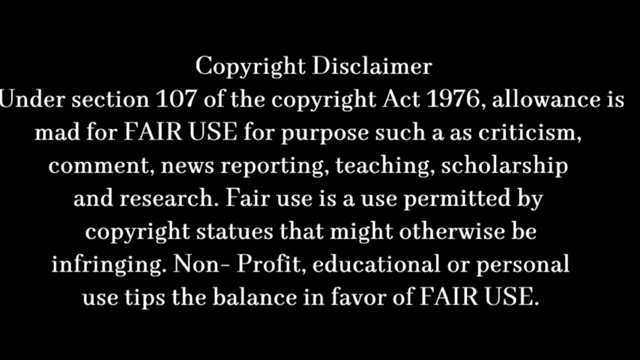 Copyright Disclaimer
Under section 107 of the copyright Act 1976, allowance is
mad for FAIR USE for purpose such a as criticism,
comment, news reporting, teaching, scholarship
and research. Fair use is a use permitted by
copyright statues that might otherwise be
infringing. Non- Profit, educational or personal
use tips the balance in favor of FAIR USE.